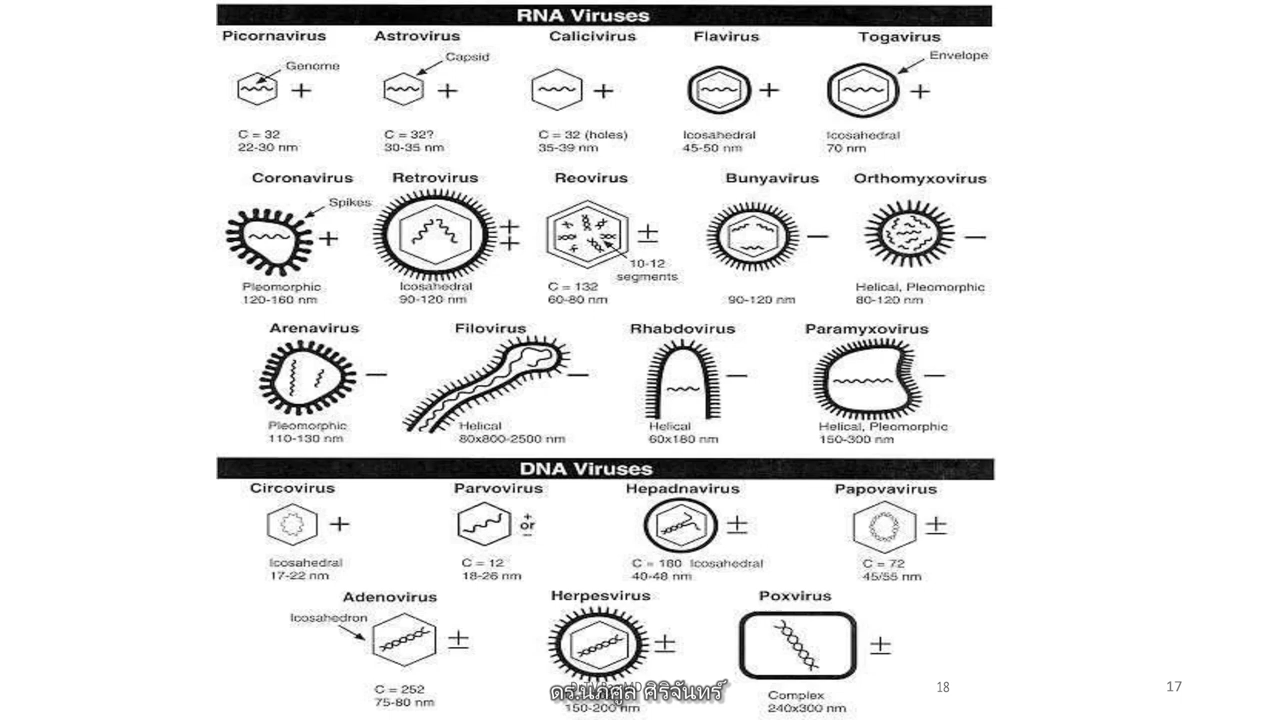 RNA Viruses
Picornavirus Astrovirus Calicivirus Flavirus Togavirus
Genome Capsid Envelope
+ + + + +
C = 32 C = 32? C = 32 (holes) Icosahedral Icosahedral
22-30 nm 30-35 nm 35-39 nm 45-50 nm 70 nm
Coronavirus Retrovirus Reovirus Bunyavirus Orthomyxovirus
Spikes
+ + + ± − −
10-12
segments
Pleomorphic Icosahedral C = 132 Helical, Pleomorphic
120-160 nm 90-120 nm 60-80 nm 90-120 nm 80-120 nm
Arenavirus Filovirus Rhabdovirus Paramyxovirus
− − − −
Pleomorphic Helical Helical Helical, Pleomorphic
110-130 nm 80x800-2500 nm 60x180 nm 150-300 nm
DNA Viruses
Circovirus Parvovirus Hepadnavirus Papovavirus
+ + or − ± ±
Icosahedral C = 12 C = 180 Icosahedral C = 72
17-22 nm 18-26 nm 40-48 nm 45/55 nm
Adenovirus Herpesvirus Poxvirus
Icosahedron
± ± ±
C = 252 Complex
75-80 nm 150-200 nm 240x300 nm
ดร.นภศูล ศิริจันทร์
18 17